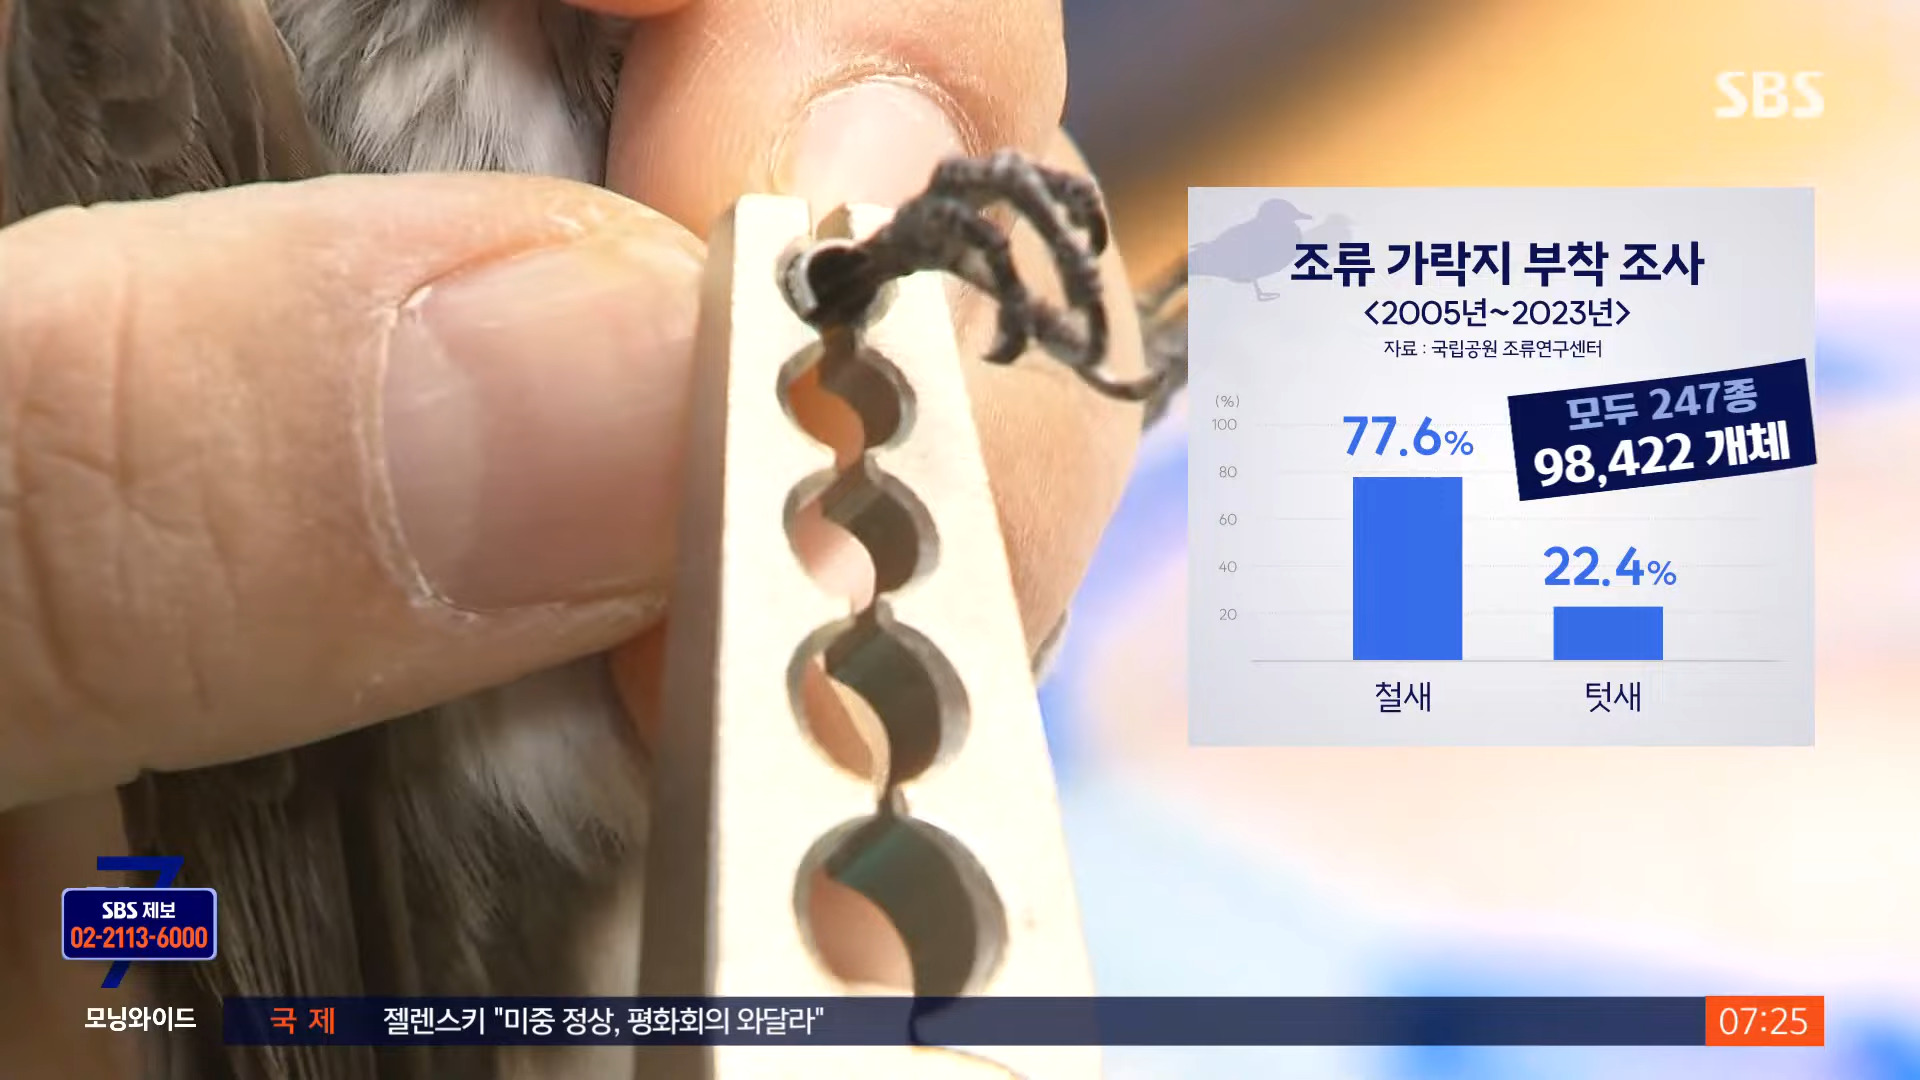 SBS
조류 가락지 부착 조사
<2005년~2023년>
자료 : 국립공원 조류연구센터
모두 247종
98,422 개체
(%)
100
80
60
40
20
77.6%
22.4%
철새
텃새
SBS 제보
02-2113-6000
모닝와이드
국 제
젤렌스키 "미중 정상, 평화회의 와달라"
07:25